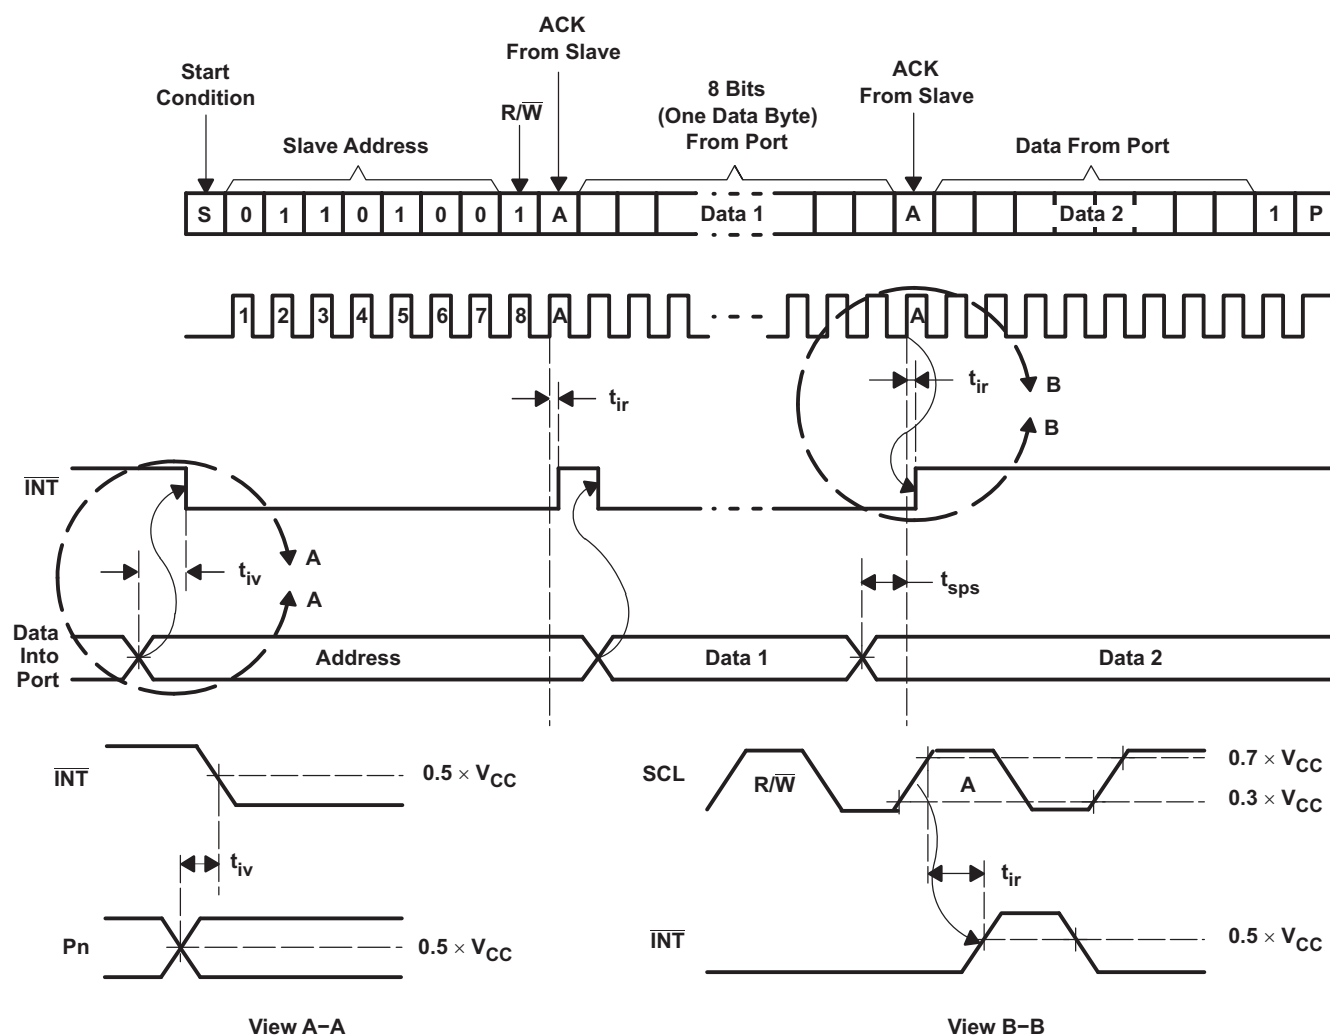 ACK
From Slave
Start
Condition
R/W̅
8 Bits
(One Data Byte)
From Port
ACK
From Slave
Slave Address
Data From Port
S 0 1 1 0 1 0 0 1 A Data 1 A Data 2 1 P
1 2 3 4 5 6 7 8 A A
t_ir
t_ir
B
B
I̅N̅T̅
t_iv
A
A
t_sps
Data
Into
Port
Address Data 1 Data 2
I̅N̅T̅
0.5 × V_CC
t_iv
Pn
0.5 × V_CC
View A–A
SCL
R/W̅
A
0.7 × V_CC
0.3 × V_CC
t_ir
I̅N̅T̅
0.5 × V_CC
View B–B